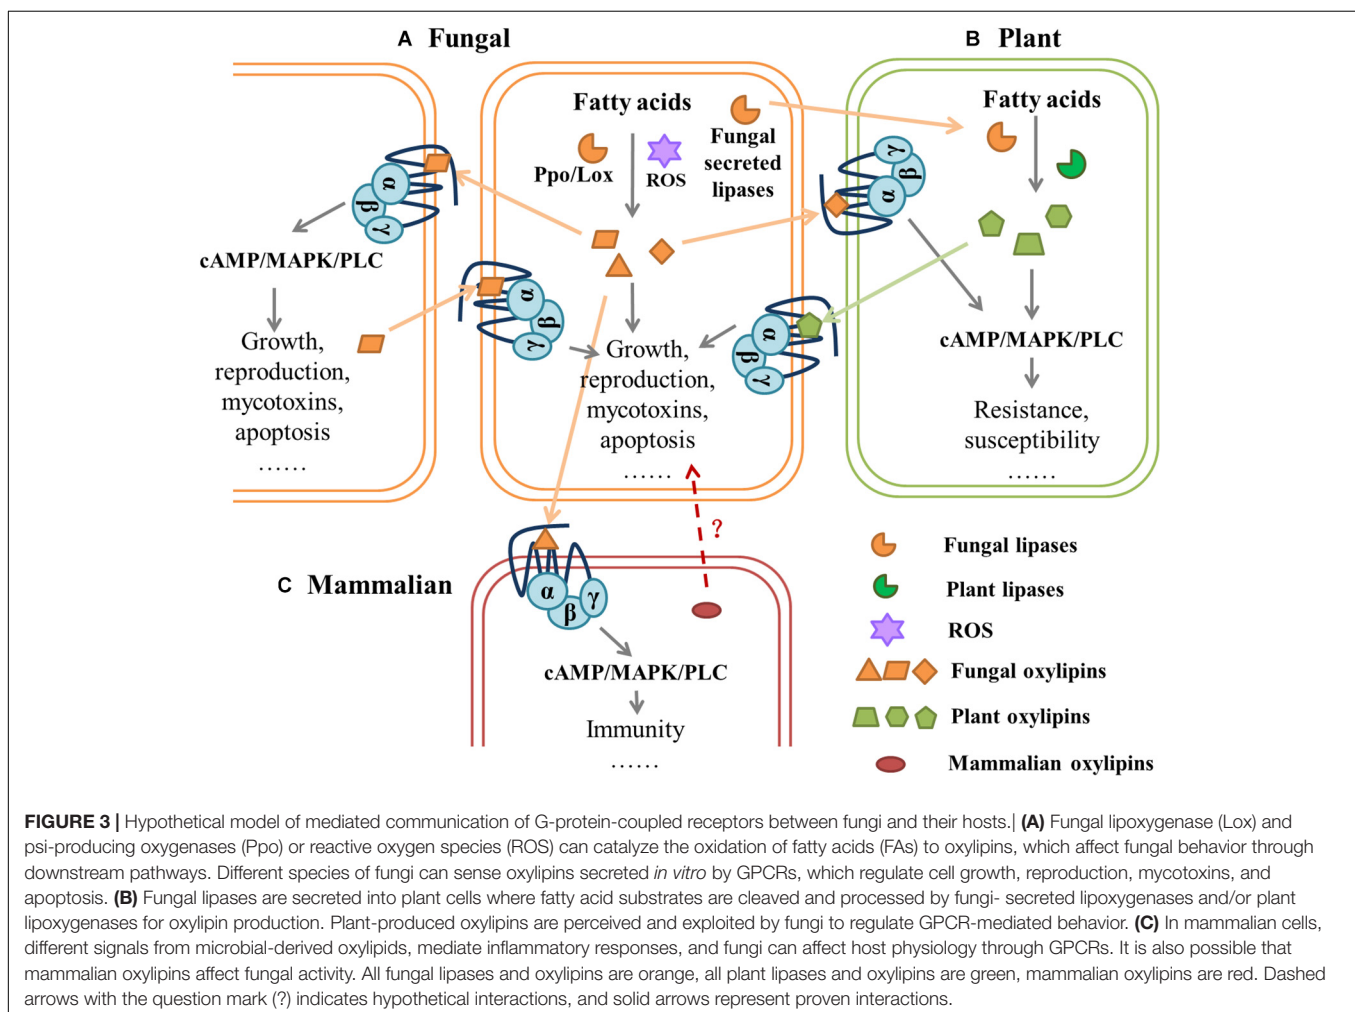 A Fungal
B Plant
Fatty acids
Ppo/Lox
ROS
Fungal
secreted
lipases
Fatty acids
α
β
γ
cAMP/MAPK/PLC
Growth,
reproduction,
mycotoxins,
apoptosis
......
α
β
γ
Growth,
reproduction,
mycotoxins,
apoptosis
......
α
β
γ
γ
β
α
cAMP/MAPK/PLC
Resistance,
susceptibility
......
?
C Mammalian
α
β
γ
cAMP/MAPK/PLC
Immunity
......
Fungal lipases
Plant lipases
ROS
Fungal oxylipins
Plant oxylipins
Mammalian oxylipins
FIGURE 3 | Hypothetical model of mediated communication of G-protein-coupled receptors between fungi and their hosts.| (A) Fungal lipoxygenase (Lox) and
psi-producing oxygenases (Ppo) or reactive oxygen species (ROS) can catalyze the oxidation of fatty acids (FAs) to oxylipins, which affect fungal behavior through
downstream pathways. Different species of fungi can sense oxylipins secreted in vitro by GPCRs, which regulate cell growth, reproduction, mycotoxins, and
apoptosis. (B) Fungal lipases are secreted into plant cells where fatty acid substrates are cleaved and processed by fungi- secreted lipoxygenases and/or plant
lipoxygenases for oxylipin production. Plant-produced oxylipins are perceived and exploited by fungi to regulate GPCR-mediated behavior. (C) In mammalian cells,
different signals from microbial-derived oxylipids, mediate inflammatory responses, and fungi can affect host physiology through GPCRs. It is also possible that
mammalian oxylipins affect fungal activity. All fungal lipases and oxylipins are orange, all plant lipases and oxylipins are green, mammalian oxylipins are red. Dashed
arrows with the question mark (?) indicates hypothetical interactions, and solid arrows represent proven interactions.